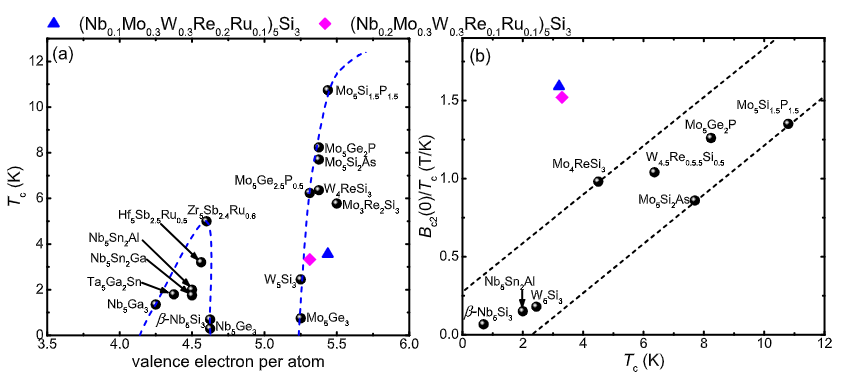 (Nb0.1Mo0.3W0.3Re0.2Ru0.1)5Si3 (Nb0.2Mo0.3W0.3Re0.1Ru0.1)5Si3
(a)
Tc (K)
12
10
8
6
4
2
0
3.5 4.0 4.5 5.0 5.5 6.0
valence electron per atom
Mo5Si1.5P1.5
Mo5Ge2P
Mo5Si2As
Mo5Ge2.5P0.5
W4ReSi3
Mo3Re2Si3
Zr5Sb2.4Ru0.6
Hf5Sb2.5Ru0.5
Nb5Sn2Al
Nb5Sn2Ga
Ta5Ga2Sn
Nb5Ga3
β-Nb5Si3
Nb5Ge3
W5Si3
Mo5Ge3
(b)
Bc2(0)/Tc (T/K)
1.5
1.0
0.5
0.0
0 2 4 6 8 10 12
Tc (K)
Mo5Si1.5P1.5
Mo5Ge2P
Mo4ReSi3
W4.5Re0.5.5Si0.5
Mo5Si2As
Nb5Sn2Al
W5Si3
β-Nb5Si3